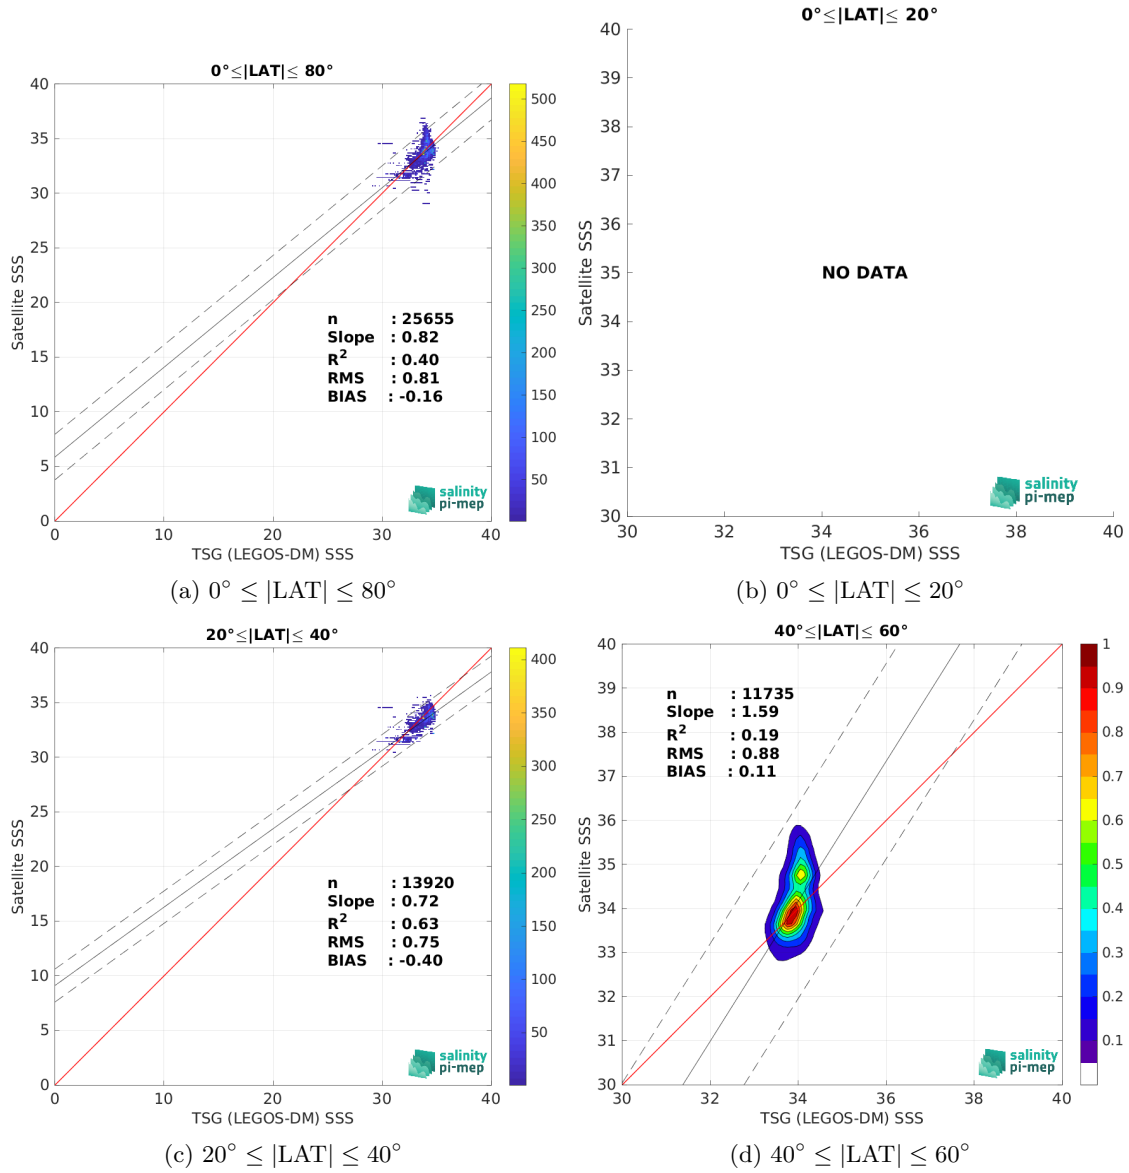 0°≤|LAT|≤ 80°
40
35
30
25
20
15
10
5
0
0
10
20
30
40
Satellite SSS
TSG (LEGOS-DM) SSS
n : 25655
Slope : 0.82
R² : 0.40
RMS : 0.81
BIAS : -0.16
salinity
pi-mep
500
450
400
350
300
250
200
150
100
50
(a) 0° ≤ |LAT| ≤ 80°
0°≤|LAT|≤ 20°
40
39
38
37
36
35
34
33
32
31
30
30
32
34
36
38
40
Satellite SSS
TSG (LEGOS-DM) SSS
NO DATA
salinity
pi-mep
(b) 0° ≤ |LAT| ≤ 20°
20°≤|LAT|≤ 40°
40
35
30
25
20
15
10
5
0
0
10
20
30
40
Satellite SSS
TSG (LEGOS-DM) SSS
n : 13920
Slope : 0.72
R² : 0.63
RMS : 0.75
BIAS : -0.40
salinity
pi-mep
400
350
300
250
200
150
100
50
(c) 20° ≤ |LAT| ≤ 40°
40°≤|LAT|≤ 60°
40
39
38
37
36
35
34
33
32
31
30
30
32
34
36
38
40
Satellite SSS
TSG (LEGOS-DM) SSS
n : 11735
Slope : 1.59
R² : 0.19
RMS : 0.88
BIAS : 0.11
salinity
pi-mep
1
0.9
0.8
0.7
0.6
0.5
0.4
0.3
0.2
0.1
(d) 40° ≤ |LAT| ≤ 60°